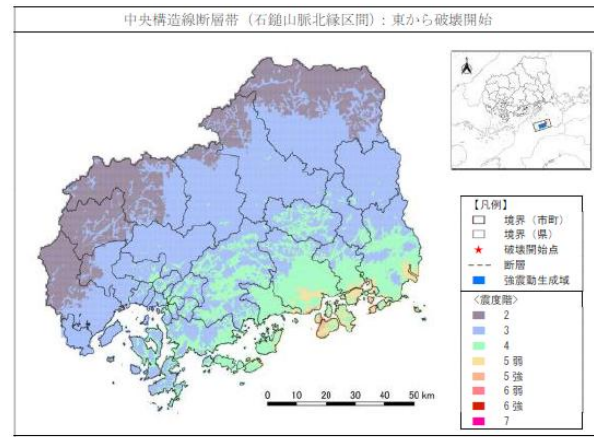 中央構造線断層帯（石鎚山脈北縁区間）：東から破壊開始
【凡例】
境界（市町）
境界（県）
破壊開始点
断層
強震動生成域
<震度階>
2
3
4
5 弱
5 強
6 弱
6 強
7
0 10 20 30 40 50 km